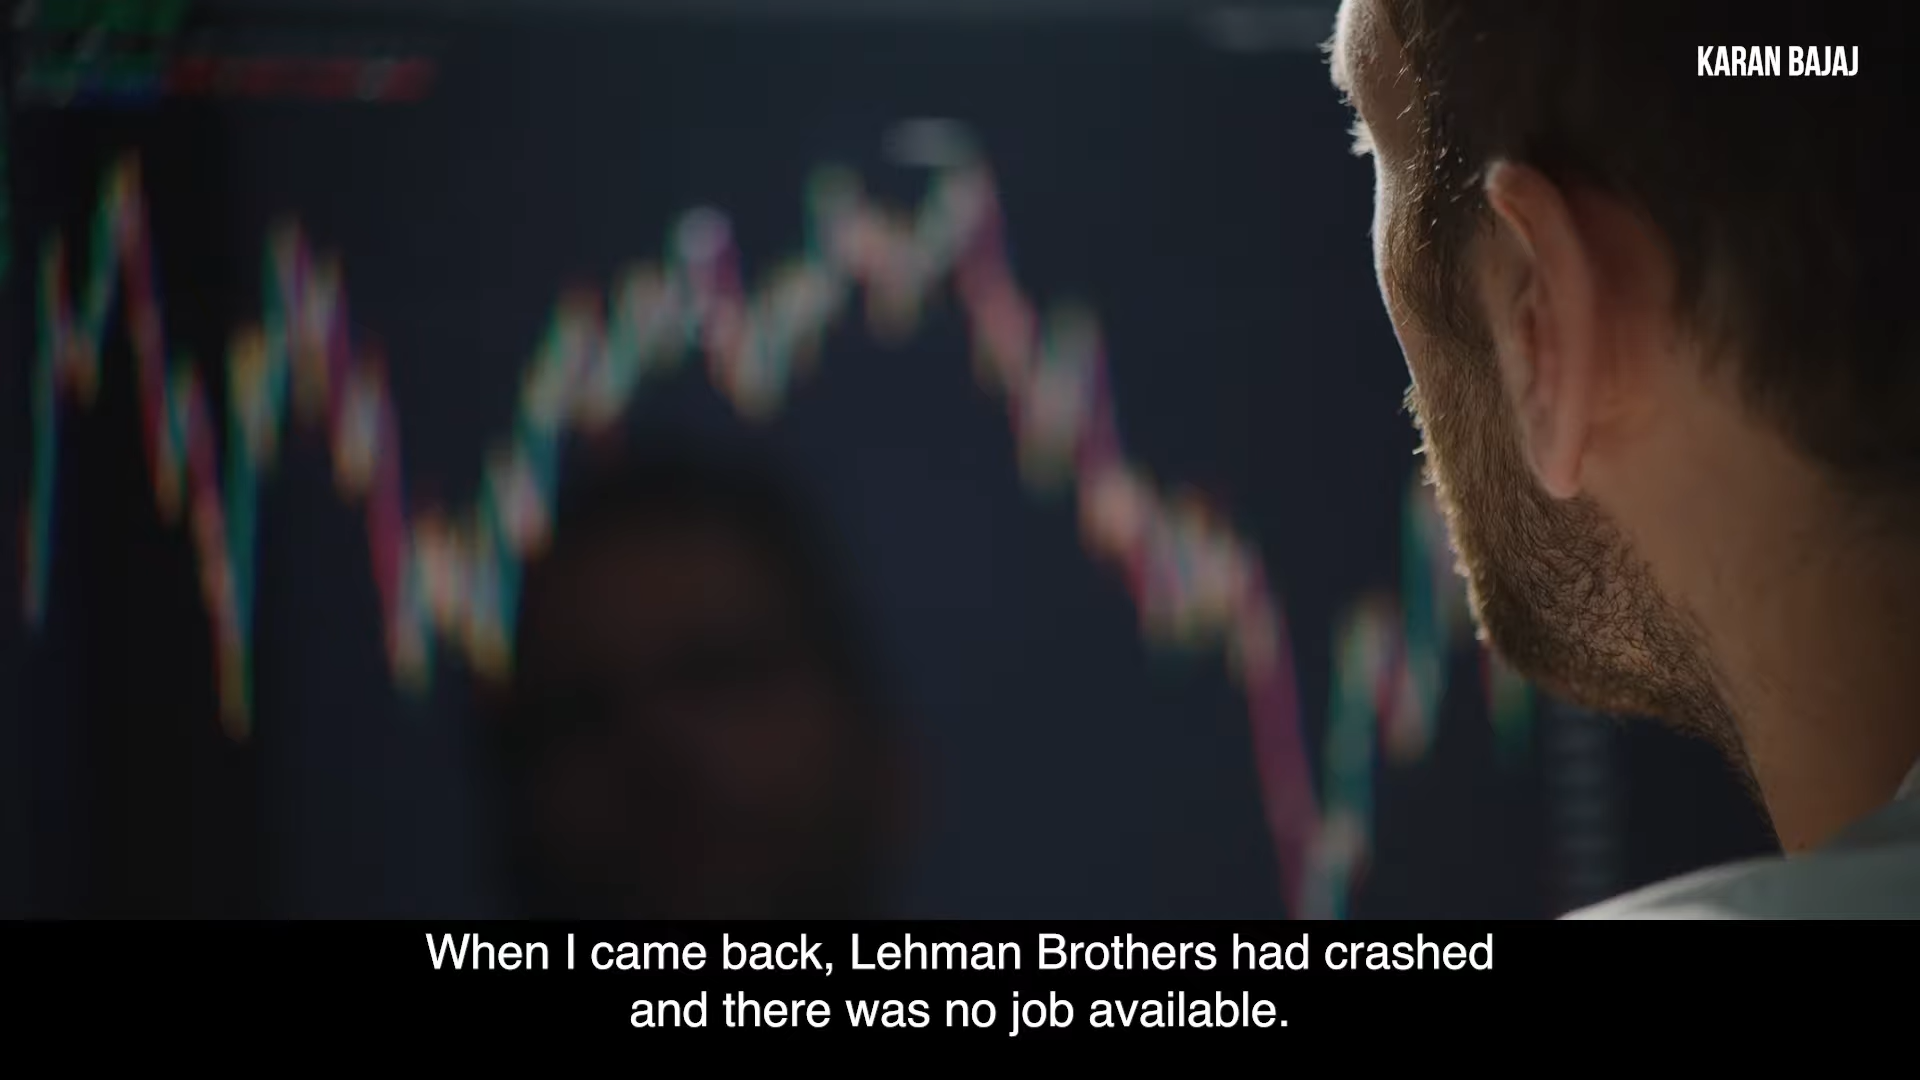 KARAN BAJAJ
When I came back, Lehman Brothers had crashed
and there was no job available.